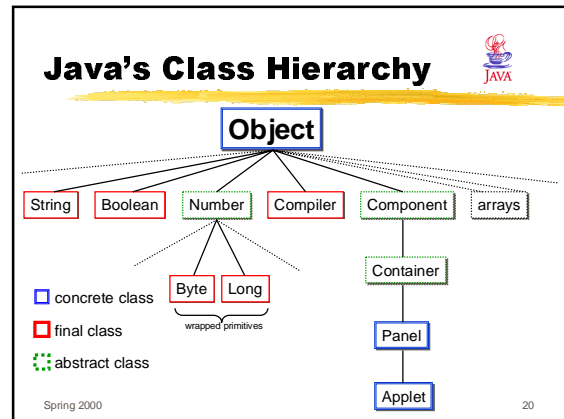 Java's Class Hierarchy
JAVA
Object
String Boolean Number Compiler Component arrays
Container
Byte Long
wrapped primitives
concrete class
final class
abstract class
Panel
Applet
Spring 2000
20